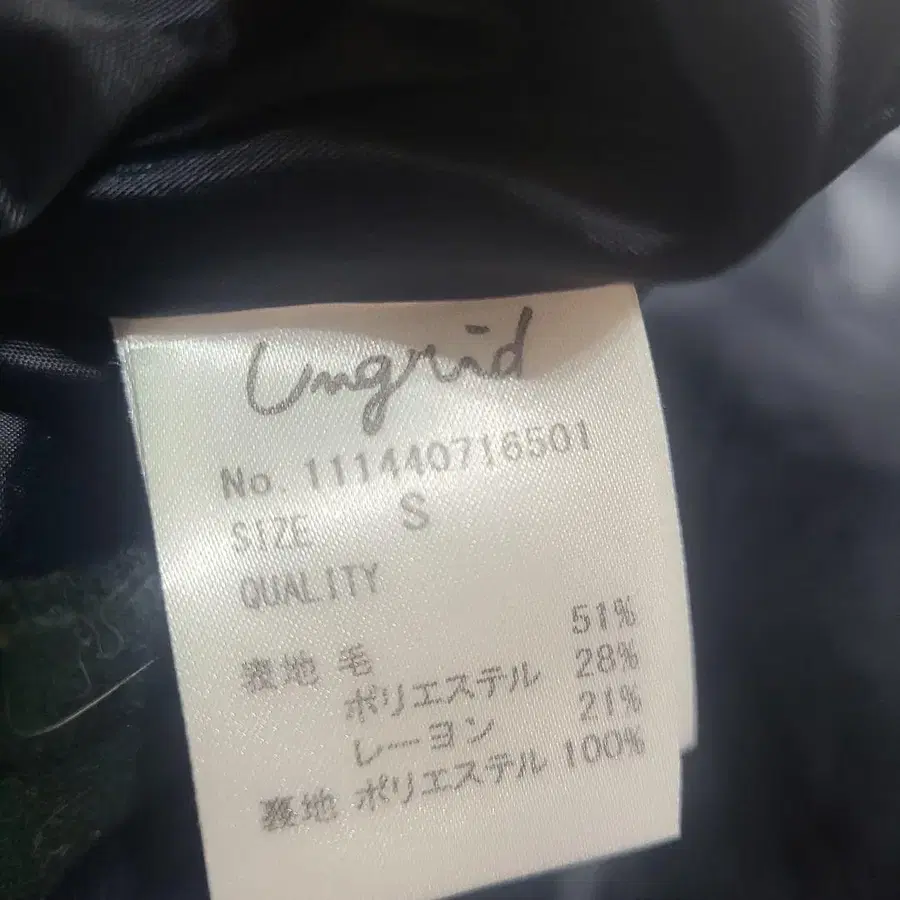 Ungrid
No. 111440716501
SIZE S
QUALITY
表地 毛 51%
ポリエステル 28%
レーヨン 21%
裏地 ポリエステル 100%